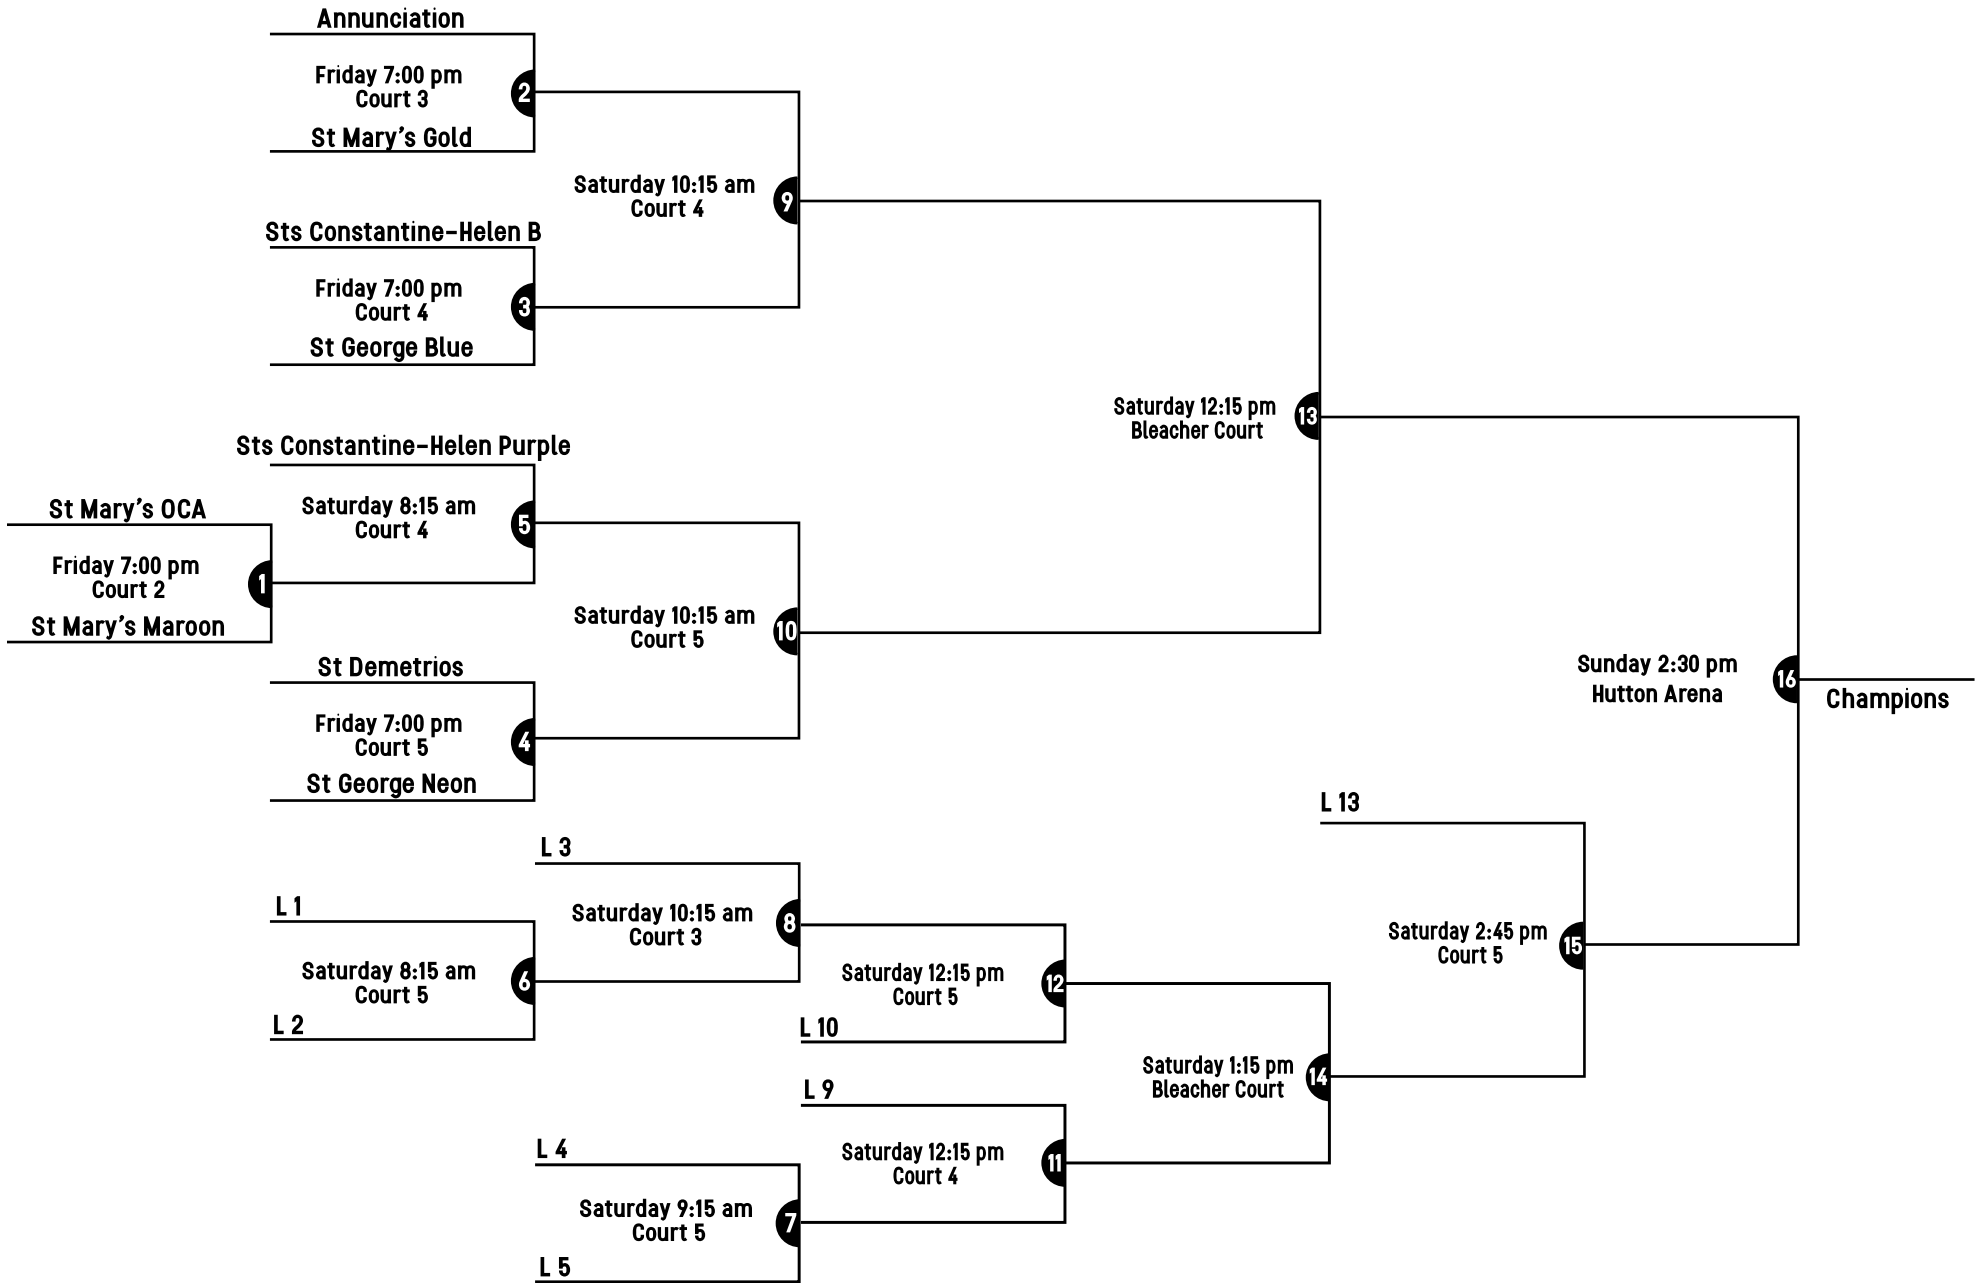 Annunciation
Friday 7:00 pm
Court 3
2
St Mary's Gold
Saturday 10:15 am
Court 4
9
Sts Constantine-Helen B
Friday 7:00 pm
Court 4
3
St George Blue
Saturday 12:15 pm
Bleacher Court
13
Sts Constantine-Helen Purple
Saturday 8:15 am
Court 4
5
St Mary's OCA
Friday 7:00 pm
Court 2
1
St Mary's Maroon
Saturday 10:15 am
Court 5
10
St Demetrios
Friday 7:00 pm
Court 5
4
St George Neon
Sunday 2:30 pm
Hutton Arena
16
Champions
L 13
Saturday 2:45 pm
Court 5
15
L 3
Saturday 10:15 am
Court 3
8
L 1
Saturday 8:15 am
Court 5
6
L 2
Saturday 12:15 pm
Court 5
12
L 10
Saturday 1:15 pm
Bleacher Court
14
L 9
Saturday 12:15 pm
Court 4
11
L 4
Saturday 9:15 am
Court 5
7
L 5